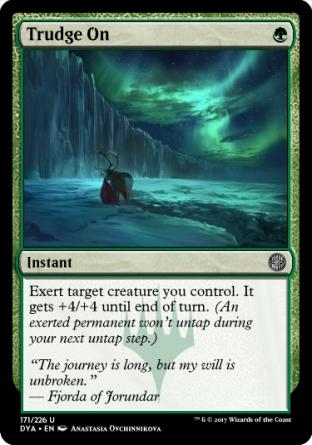 Trudge On
Instant
Exert target creature you control. It
gets +4/+4 until end of turn. (An
exerted permanent won't untap during
your next untap step.)
"The journey is long, but my will is
unbroken."
— Fjorda of Jorundar
171/226 U
DYA • EN Anastasia Ovchinnikova
™ & © 2017 Wizards of the Coast